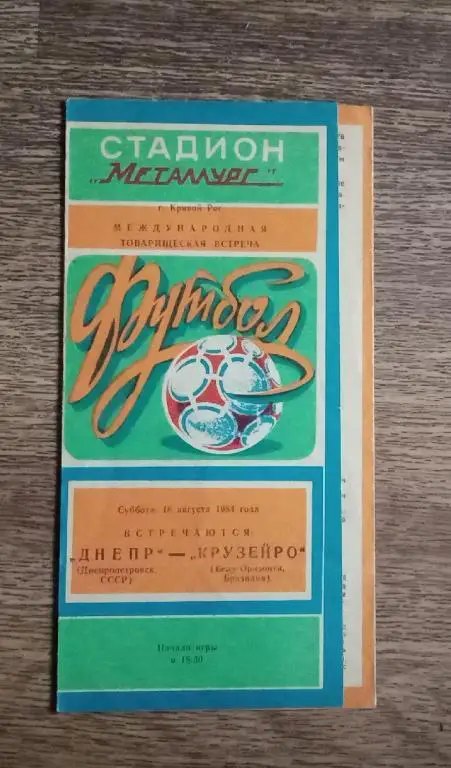 СТАДИОН
„Металлург"
г. Кривой Рог
МЕЖДУНАРОДНАЯ
ТОВАРИЩЕСКАЯ ВСТРЕЧА
Футбол
Суббота, 18 августа 1984 года
ВСТРЕЧАЮТСЯ
„ДНЕПР" — „КРУЗЕЙРО"
(Днепропетровск, (Белу-Оризонти,
СССР) Бразилия).
Начало игры
в 18.30